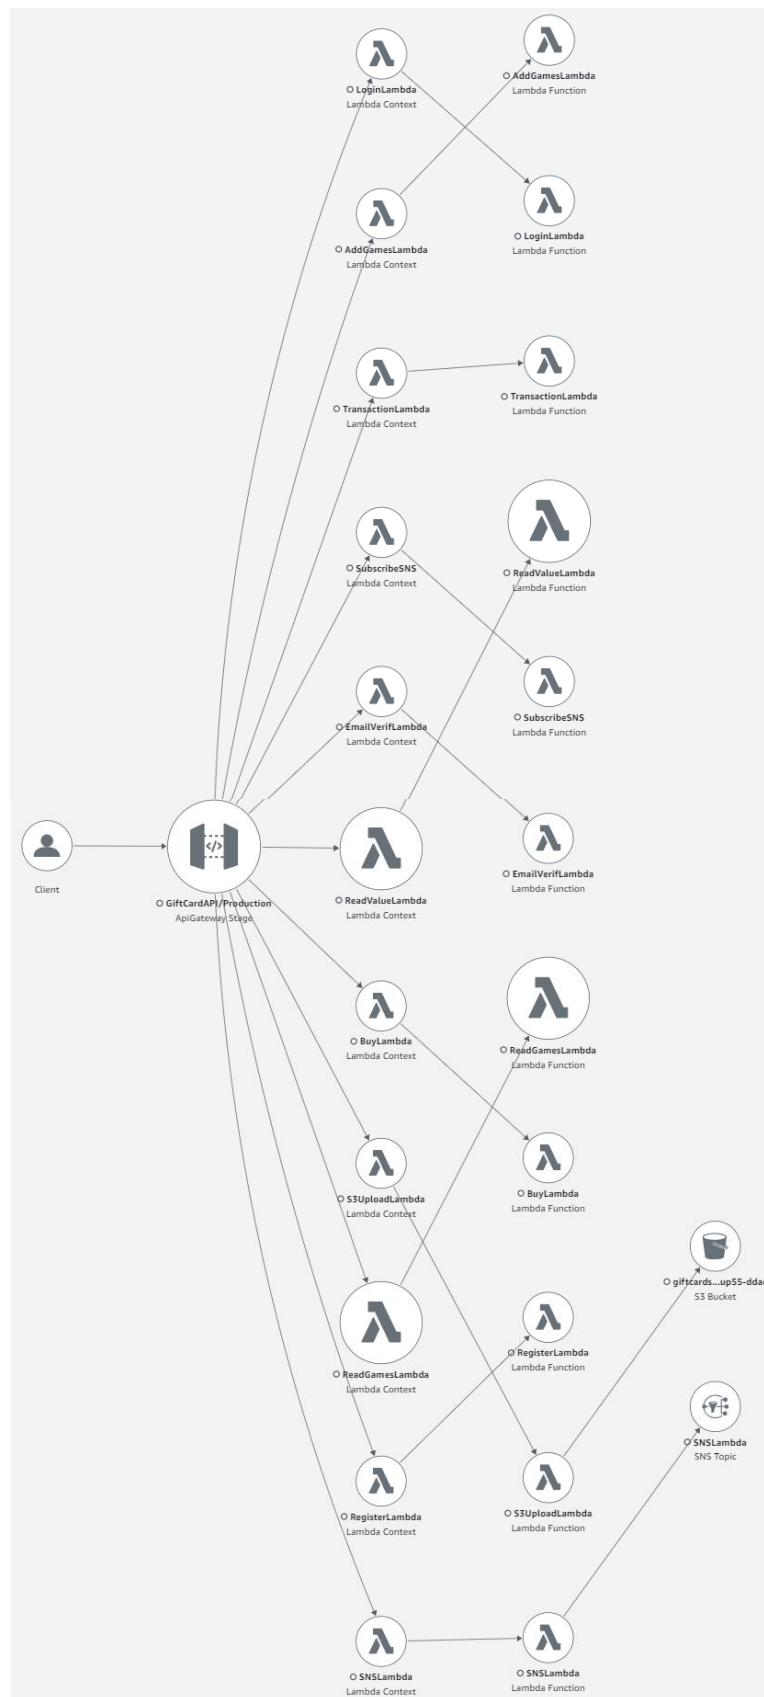 LoginLambda
Lambda Context
AddGamesLambda
Lambda Function
AddGamesLambda
Lambda Context
LoginLambda
Lambda Function
TransactionLambda
Lambda Context
TransactionLambda
Lambda Function
SubscribeSNS
Lambda Context
ReadValueLambda
Lambda Function
EmailVerifLambda
Lambda Context
SubscribeSNS
Lambda Function
</>
Client
GiftCardAPI/Production
ApiGateway Stage
ReadValueLambda
Lambda Context
EmailVerifLambda
Lambda Function
BuyLambda
Lambda Context
ReadGamesLambda
Lambda Function
S3UploadLambda
Lambda Context
BuyLambda
Lambda Function
giftcards...up55-ddac
S3 Bucket
ReadGamesLambda
Lambda Context
RegisterLambda
Lambda Function
SNSLambda
SNS Topic
RegisterLambda
Lambda Context
S3UploadLambda
Lambda Function
SNSLambda
Lambda Context
SNSLambda
Lambda Function